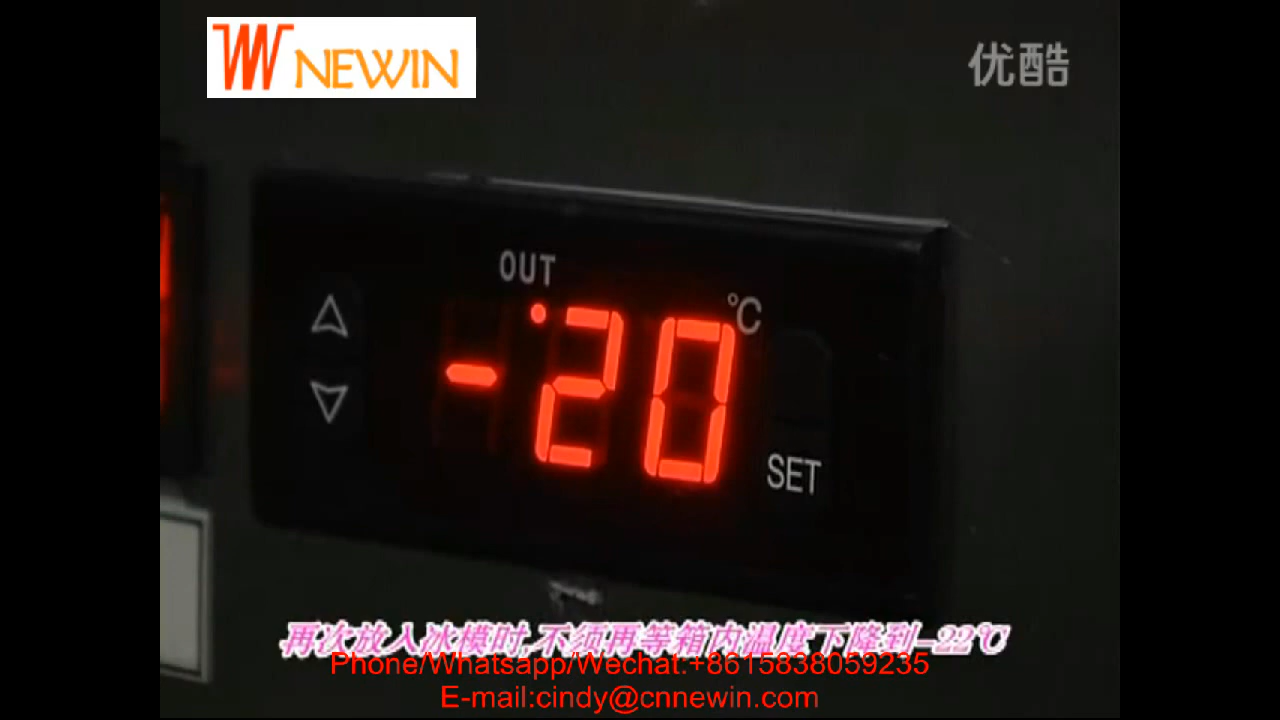 NEWIN
优酷
OUT
-20
℃
SET
再次放入冰模时,不须再等箱内温度下降到-22℃
Phone/Whatsapp/Wechat:+8615838059235
E-mail:cindy@cnnewin.com